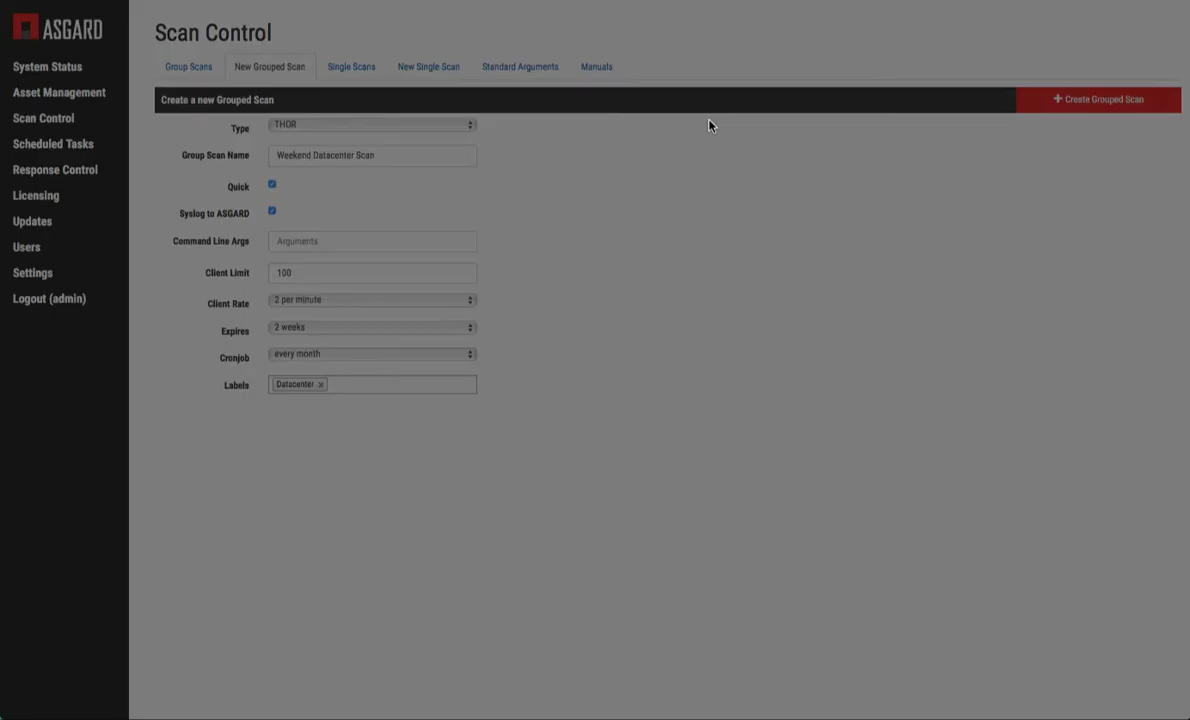 ASGARD
System Status
Asset Management
Scan Control
Scheduled Tasks
Response Control
Licensing
Updates
Users
Settings
Logout (admin)
Scan Control
Group Scans
New Grouped Scan
Single Scans
New Single Scan
Standard Arguments
Manuals
Create a new Grouped Scan
+ Create Grouped Scan
Type THOR
Group Scan Name Weekend Datacenter Scan
Quick
Syslog to ASGARD
Command Line Args Arguments
Client Limit 100
Client Rate 2 per minute
Expires 2 weeks
Cronjob every month
Labels Datacenter x